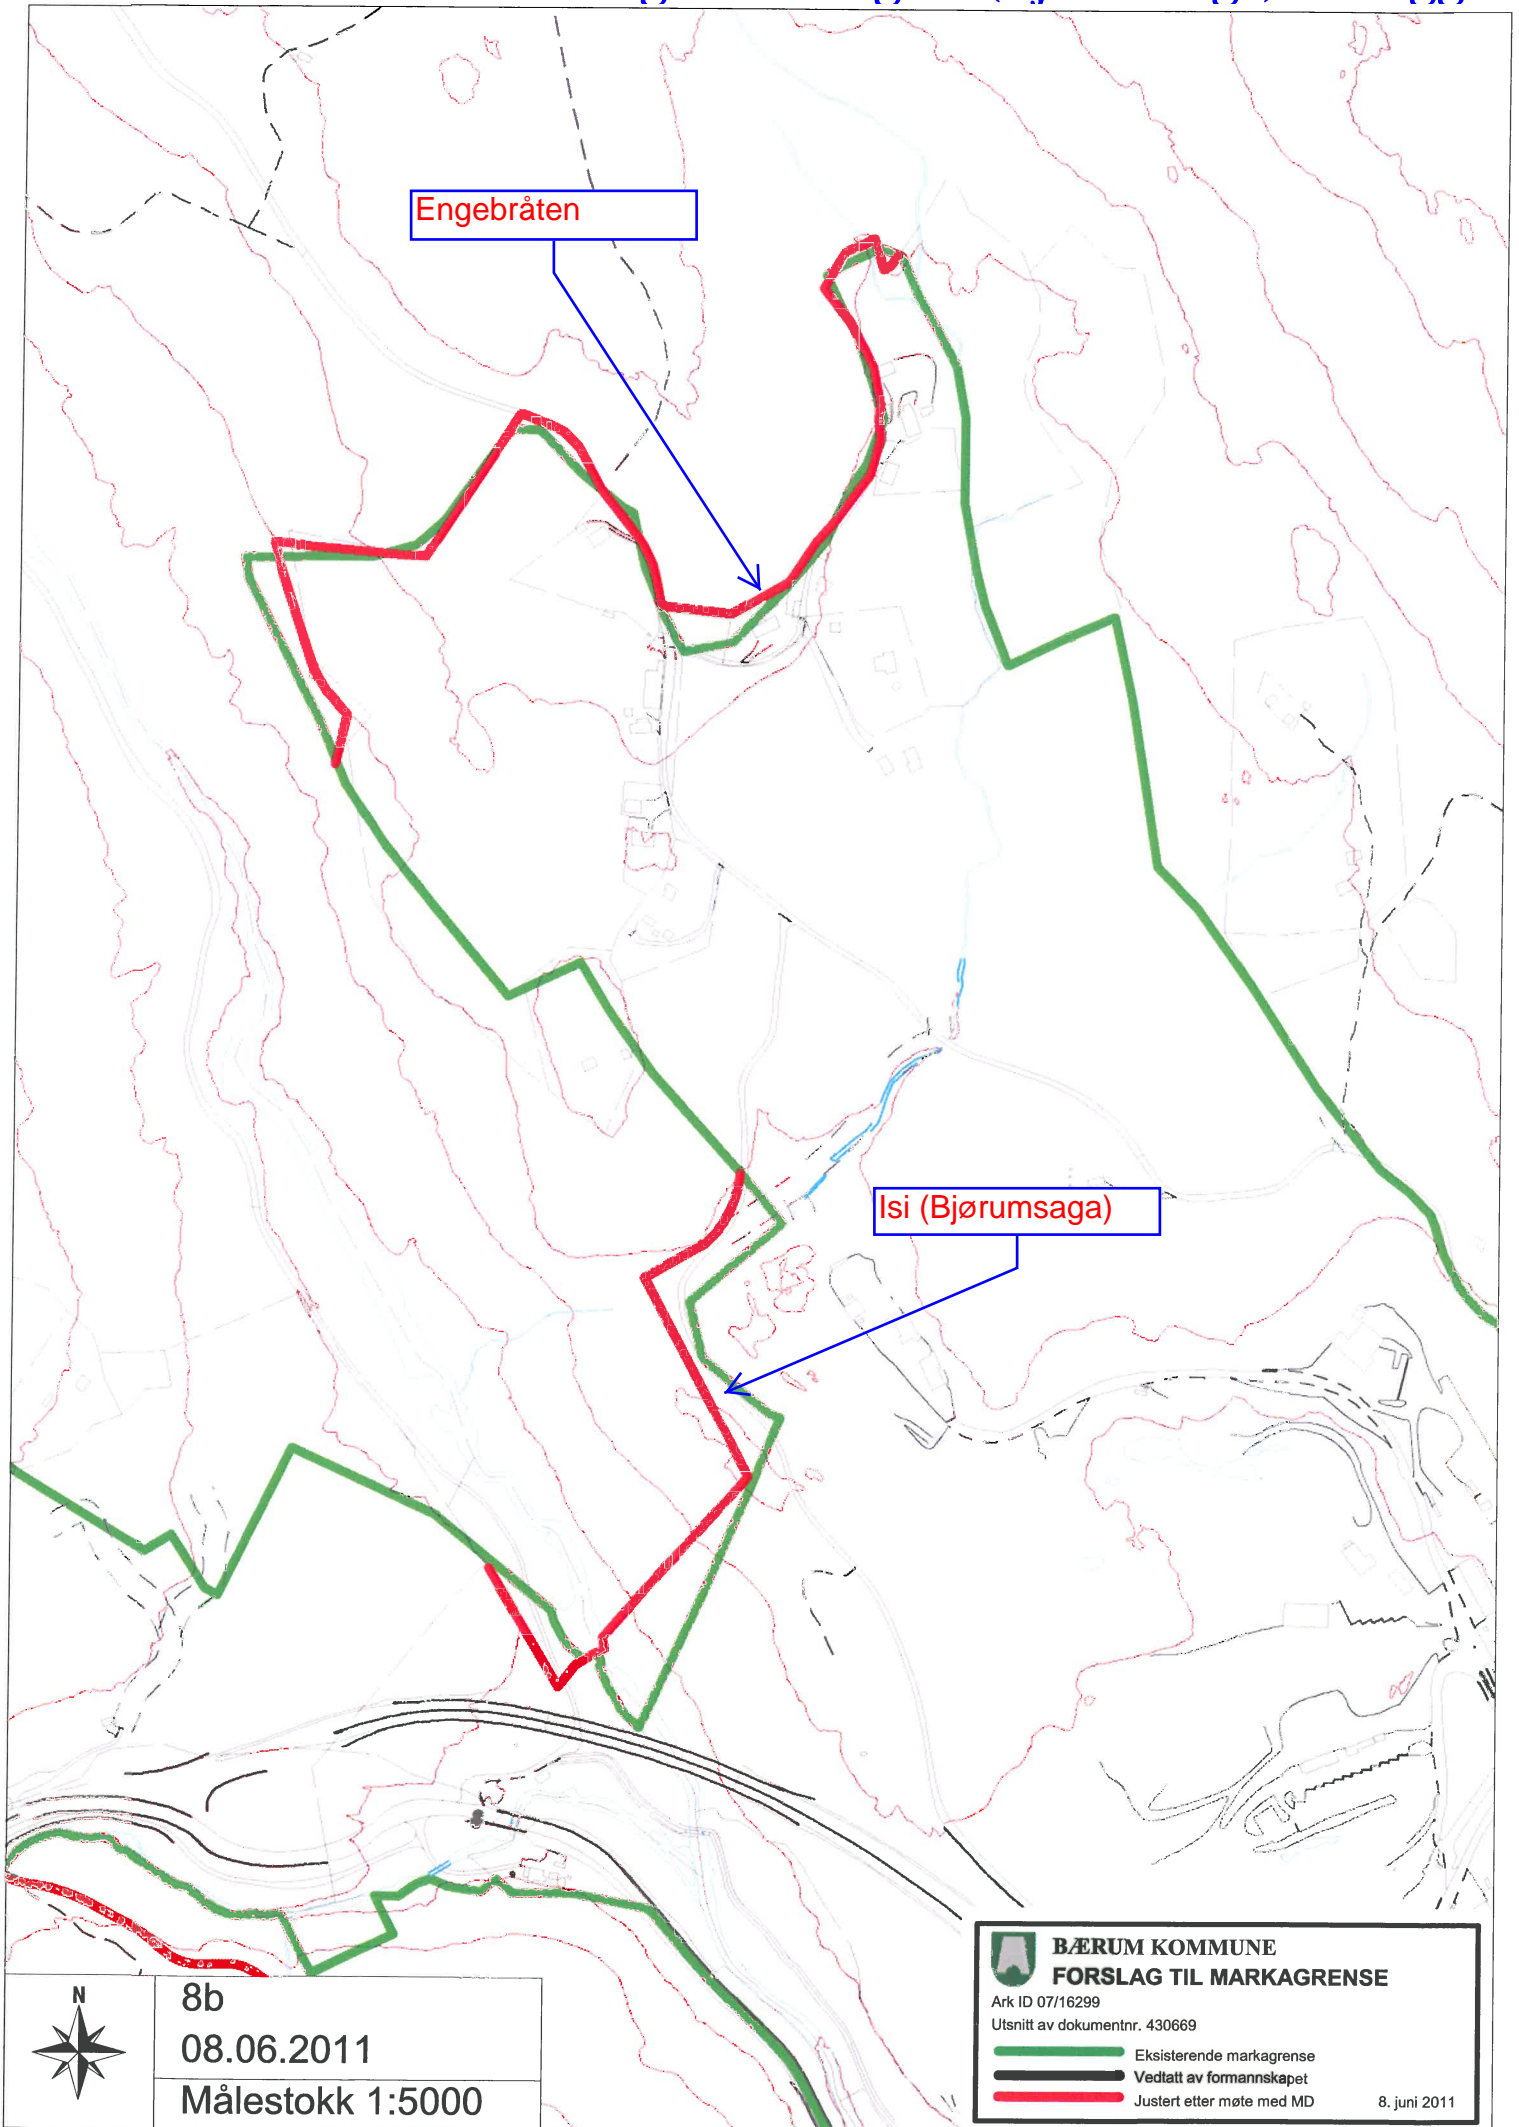 Engebråten
Isi (Bjørumsaga)
N
8b
08.06.2011
Målestokk 1:5000
BÆRUM KOMMUNE
FORSLAG TIL MARKAGRENSE
Ark ID 07/16299
Utsnitt av dokumentnr. 430669
Eksisterende markagrense
Vedtatt av formannskapet
Justert etter møte med MD 8. juni 2011